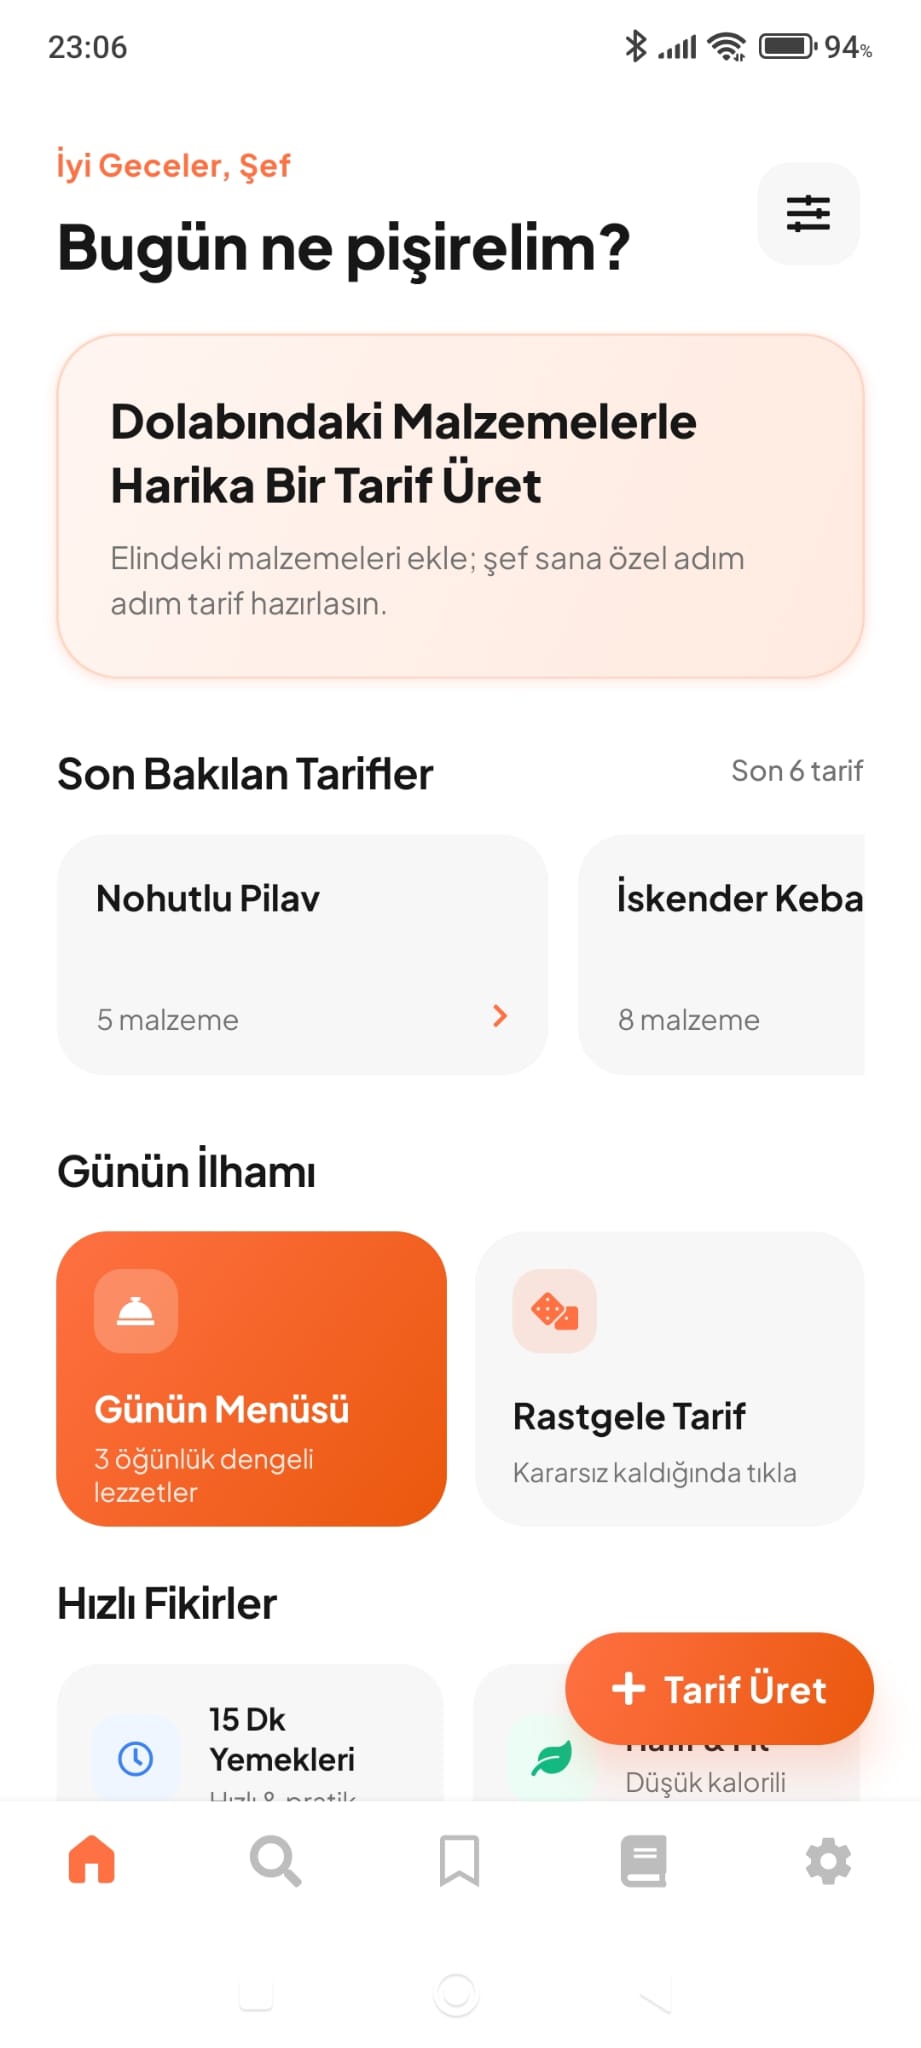 23:06
94%
İyi Geceler, Şef
Bugün ne pişirelim?
Dolabındaki Malzemelerle
Harika Bir Tarif Üret
Elindeki malzemeleri ekle; şef sana özel adım
adım tarif hazırlasın.
Son Bakılan Tarifler
Son 6 tarif
Nohutlu Pilav
5 malzeme
İskender Keba
8 malzeme
Günün İlhamı
Günün Menüsü
3 öğünlük dengeli
lezzetler
Rastgele Tarif
Kararsız kaldığında tıkla
Hızlı Fikirler
15 Dk
Yemekleri
Hızlı & pratik
Düşük kalorili
+ Tarif Üret